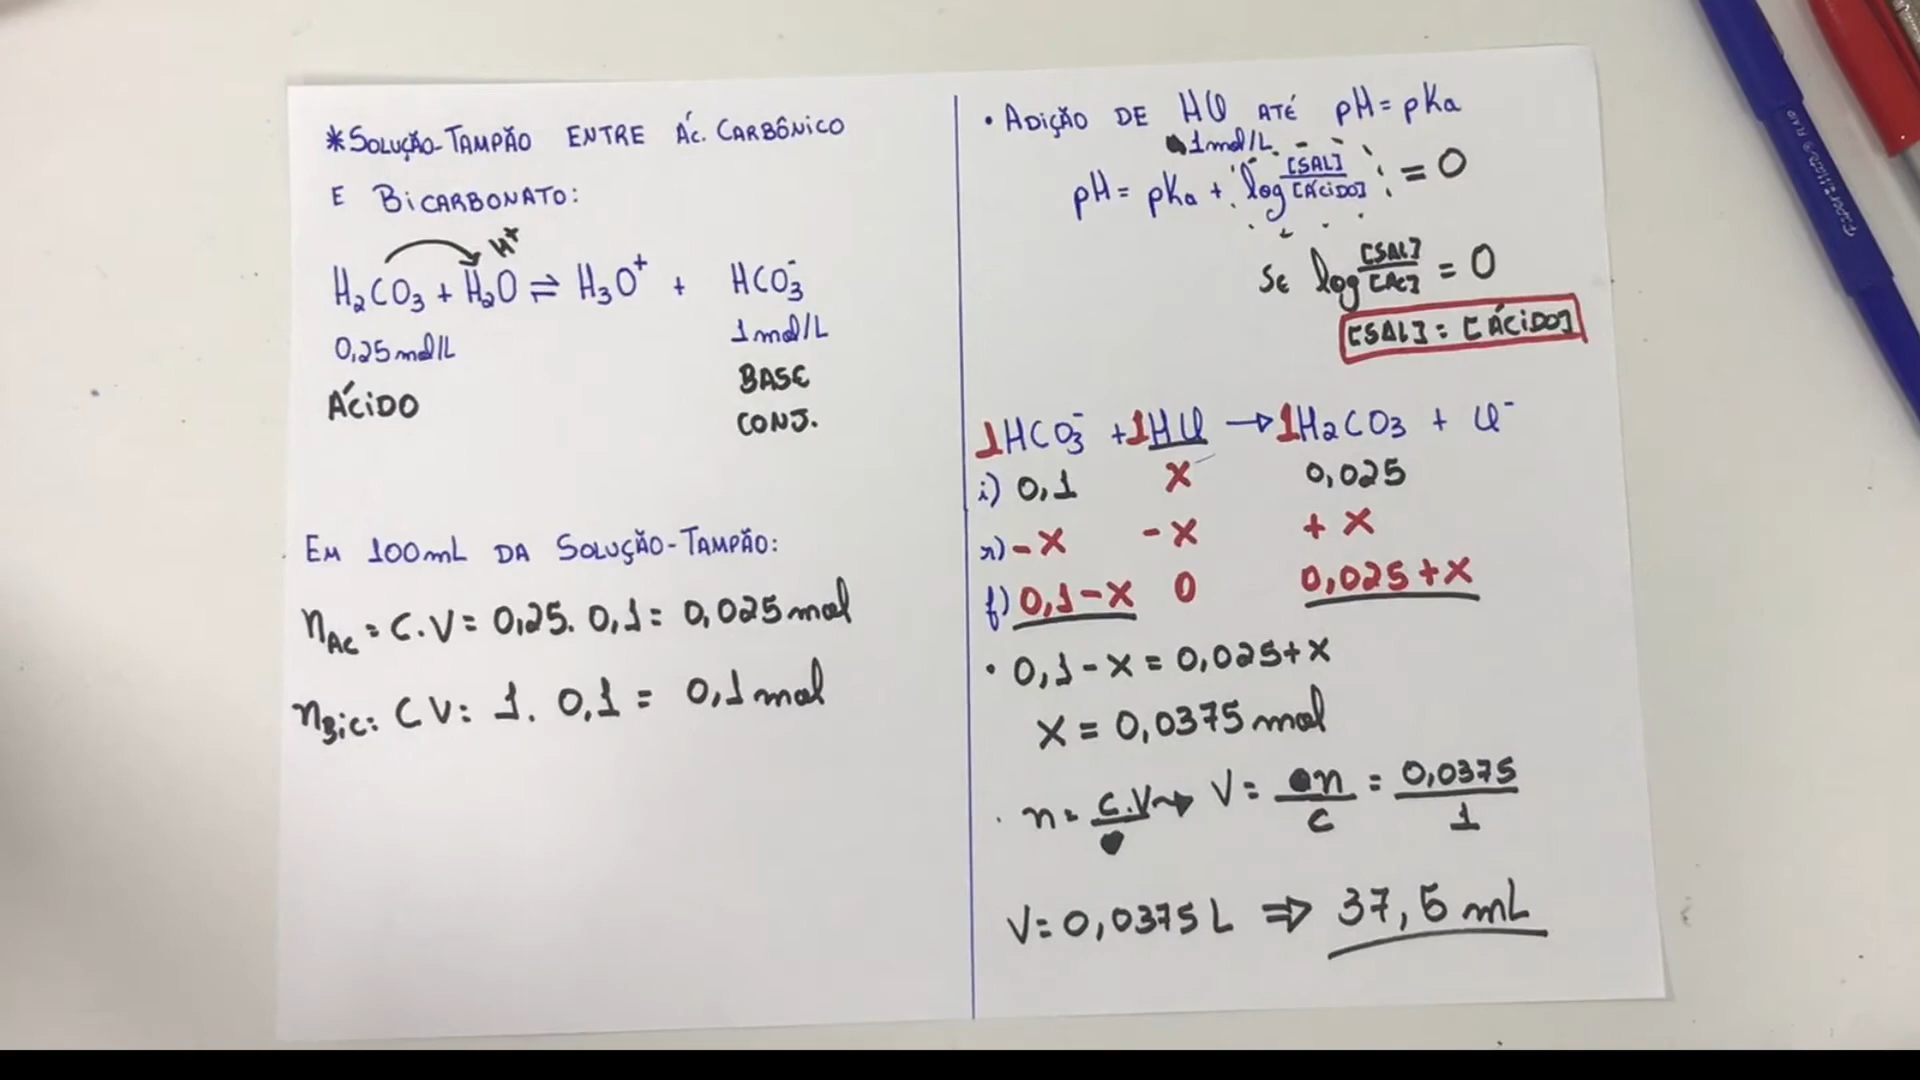 *SOLUÇÃO-TAMPÃO ENTRE ÁC. CARBÔNICO
E BICARBONATO:
H⁺
H₂CO₃ + H₂O ⇌ H₃O⁺ + HCO₃⁻
0,25 mol/L 1 mol/L
ÁCIDO BASE
CONJ.
EM 100mL DA SOLUÇÃO-TAMPÃO:
nAC = C.V = 0,25. 0,1 = 0,025 mol
nBic: C V: 1. 0,1 = 0,1 mol
• ADIÇÃO DE HCl ATÉ pH = pKa
1 mol/L
pH = pKa + log [SAL]/[ÁCIDO] = 0
SE log [SAL]/[AC] = 0
[SAL] = [ÁCIDO]
1HCO₃⁻ + 1HCl → 1H₂CO₃ + Cl⁻
i) 0,1 x 0,025
r) -x -x +x
f) 0,1-x 0 0,025+x
• 0,1 - x = 0,025 + x
x = 0,0375 mol
· n = C.V → V = n/C = 0,0375/1
V = 0,0375 L ⇒ 37,5 mL